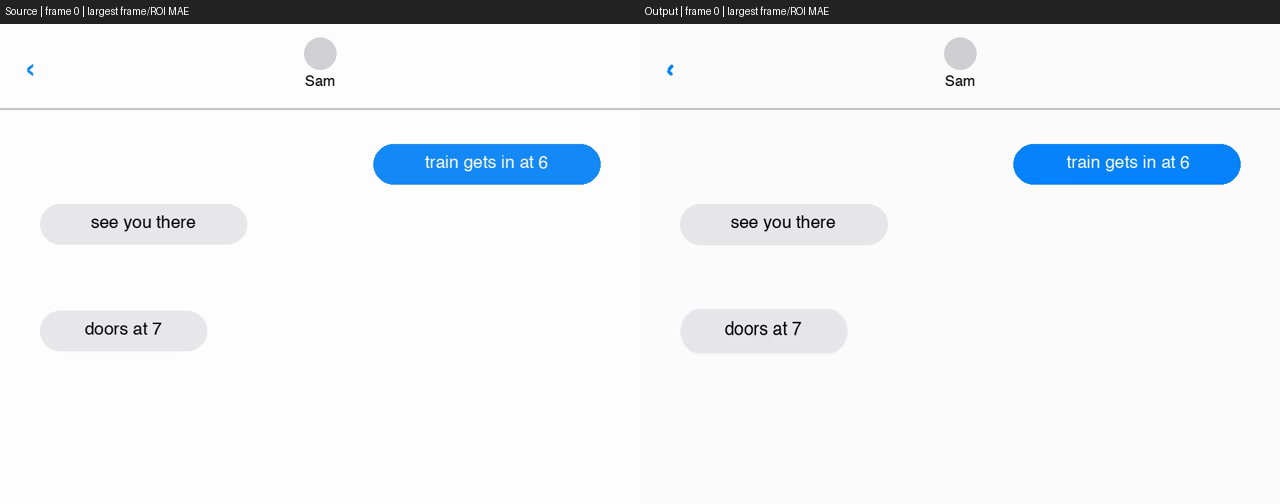 Source | frame 0 | largest frame/ROI MAE
Output | frame 0 | largest frame/ROI MAE
Sam
train gets in at 6
see you there
doors at 7
Sam
train gets in at 6
see you there
doors at 7